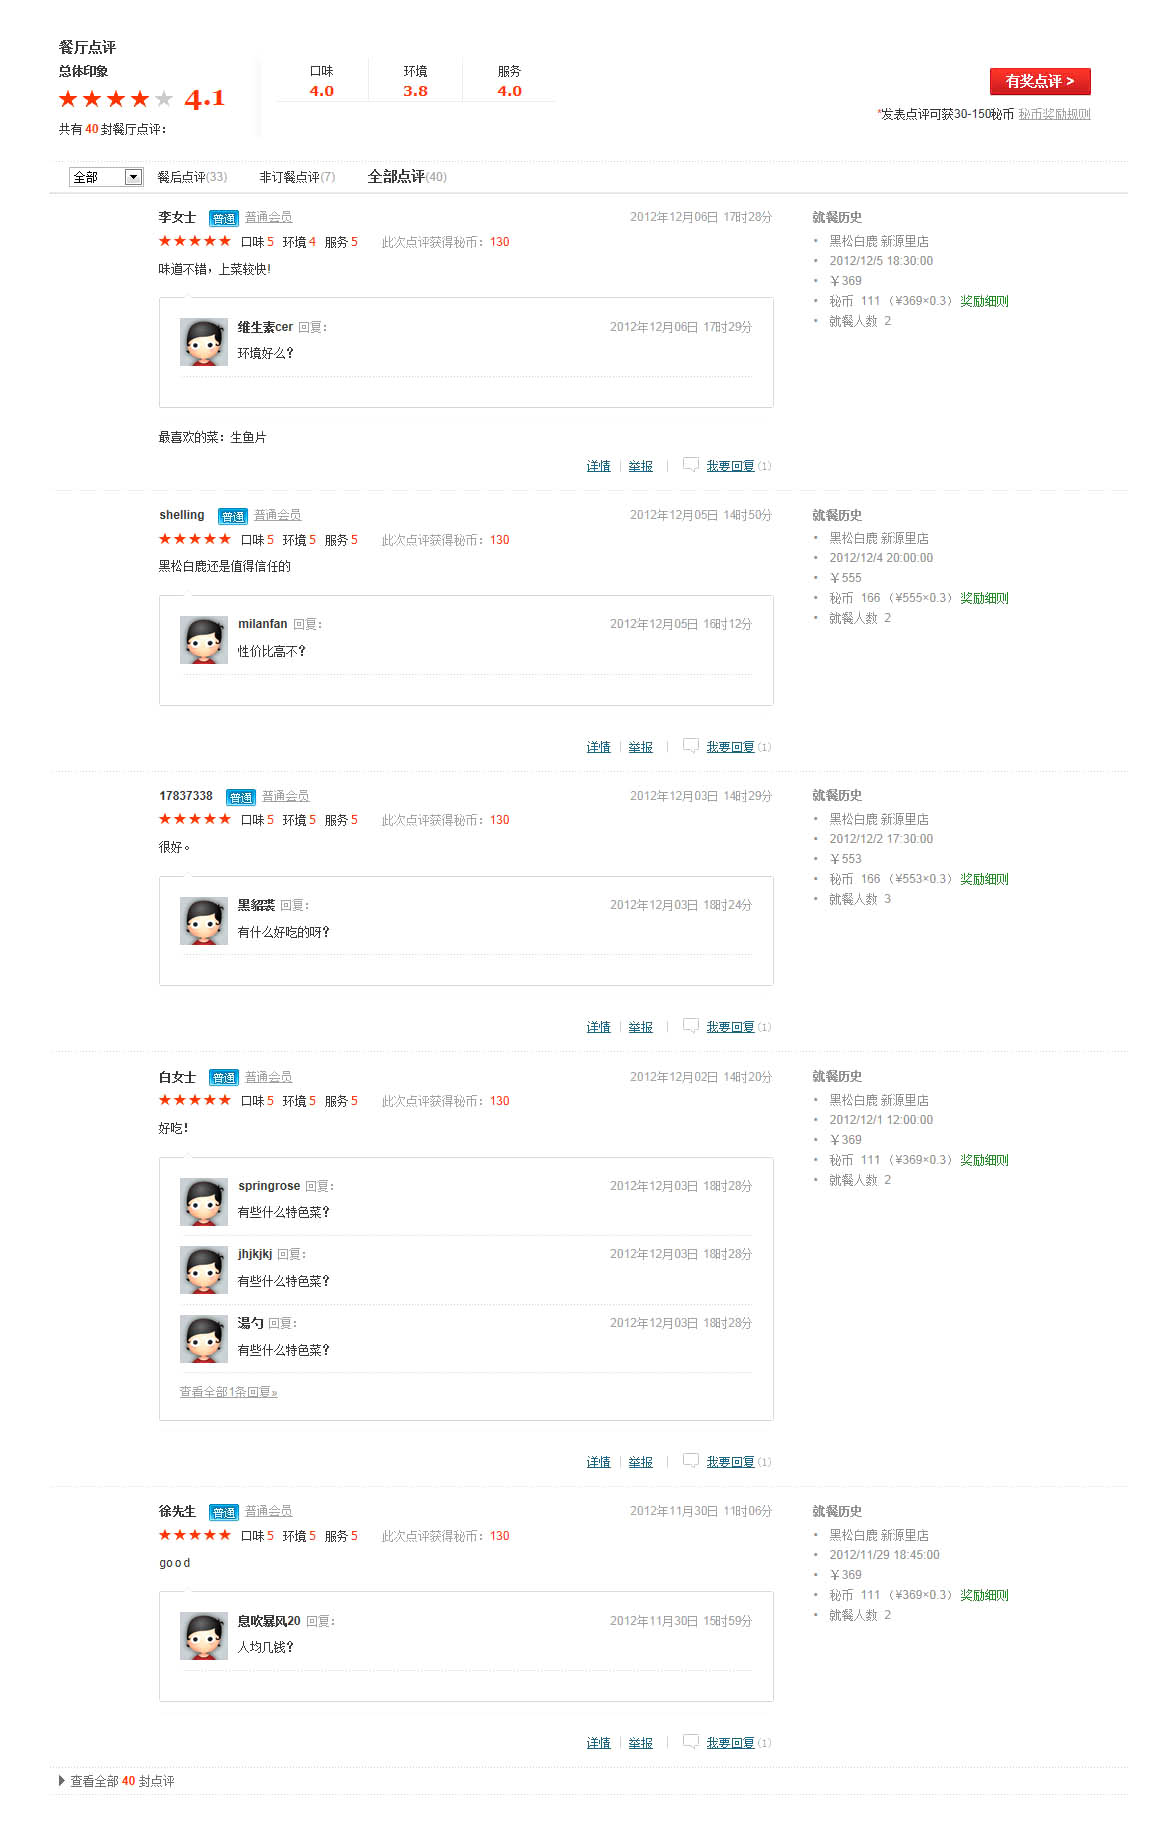 餐厅点评
总体印象
4.1
口味 环境 服务
4.0 3.8 4.0
共有 40 封餐厅点评：
有奖点评 >
*发表点评可获30-150秘币 秘币奖励规则
全部 餐后点评(33) 非订餐点评(7) 全部点评(40)
李女士 普通 普通会员 2012年12月06日 17时28分
口味 5 环境 4 服务 5 此次点评获得秘币：130
味道不错，上菜较快!
维生素cer 回复： 2012年12月06日 17时29分
环境好么？
最喜欢的菜：生鱼片
详情 举报 我要回复(1)
就餐历史
黑松白鹿 新源里店
2012/12/5 18:30:00
￥369
秘币 111（¥369×0.3）奖励细则
就餐人数 2
shelling 普通 普通会员 2012年12月05日 14时50分
口味 5 环境 5 服务 5 此次点评获得秘币：130
黑松白鹿还是值得信任的
milanfan 回复： 2012年12月05日 16时12分
性价比高不？
详情 举报 我要回复(1)
就餐历史
黑松白鹿 新源里店
2012/12/4 20:00:00
￥555
秘币 166（¥555×0.3）奖励细则
就餐人数 2
17837338 普通 普通会员 2012年12月03日 14时29分
口味 5 环境 5 服务 5 此次点评获得秘币：130
很好。
黑貂裘 回复： 2012年12月03日 18时24分
有什么好吃的呀？
详情 举报 我要回复(1)
就餐历史
黑松白鹿 新源里店
2012/12/2 17:30:00
￥553
秘币 166（¥553×0.3）奖励细则
就餐人数 3
白女士 普通 普通会员 2012年12月02日 14时20分
口味 5 环境 5 服务 5 此次点评获得秘币：130
好吃！
springrose 回复： 2012年12月03日 18时28分
有些什么特色菜？
jhjkjkj 回复： 2012年12月03日 18时28分
有些什么特色菜？
湯勺 回复： 2012年12月03日 18时28分
有些什么特色菜？
查看全部1条回复»
详情 举报 我要回复(1)
就餐历史
黑松白鹿 新源里店
2012/12/1 12:00:00
￥369
秘币 111（¥369×0.3）奖励细则
就餐人数 2
徐先生 普通 普通会员 2012年11月30日 11时06分
口味 5 环境 5 服务 5 此次点评获得秘币：130
good
息吹暴风20 回复： 2012年11月30日 15时59分
人均几钱？
详情 举报 我要回复(1)
就餐历史
黑松白鹿 新源里店
2012/11/29 18:45:00
￥369
秘币 111（¥369×0.3）奖励细则
就餐人数 2
查看全部 40 封点评